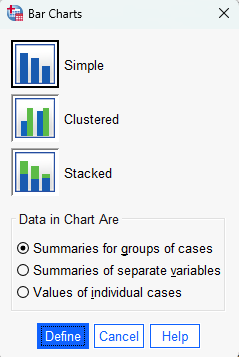 Bar Charts
Simple
Clustered
Stacked
Data in Chart Are
Summaries for groups of cases
Summaries of separate variables
Values of individual cases
Define Cancel Help